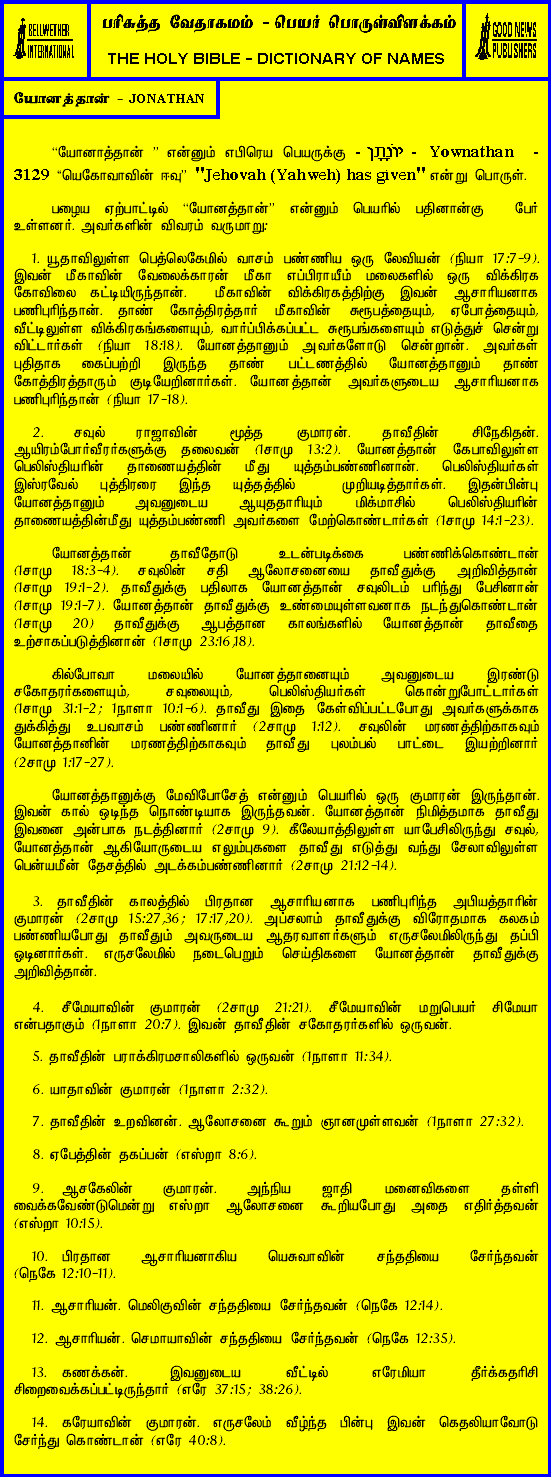 BELLWETHER
INTERNATIONAL
பரிசுத்த வேதாகமம் - பெயர் பொருள்விளக்கம்
THE HOLY BIBLE - DICTIONARY OF NAMES
GOOD NEWS
PUBLISHERS
யோனத்தான் - JONATHAN
“யோனாத்தான் ” என்னும் எபிரெய பெயருக்கு - יוֹנָתָן - Yownathan -
3129 “யெகோவாவின் ஈவு” "Jehovah (Yahweh) has given" என்று பொருள்.
பழைய ஏற்பாட்டில் “யோனத்தான்” என்னும் பெயரில் பதினான்கு பேர்
உள்ளனர். அவர்களின் விவரம் வருமாறு:
1. யூதாவிலுள்ள பெத்லெகேமில் வாசம் பண்ணிய ஒரு லேவியன் (நியா 17:7-9).
இவன் மீகாவின் வேலைக்காரன் மீகா எப்பிராயீம் மலைகளில் ஒரு விக்கிரக
கோவிலை கட்டியிருந்தான். மீகாவின் விக்கிரகத்திற்கு இவன் ஆசாரியனாக
பணிபுரிந்தான். தாண் கோத்திரத்தார் மீகாவின் சுரூபத்தையும், ஏபோத்தையும்,
வீட்டிலுள்ள விக்கிரகங்களையும், வார்ப்பிக்கப்பட்ட சுரூபங்களையும் எடுத்துச் சென்று
விட்டார்கள் (நியா 18:18). யோனத்தானும் அவர்களோடு சென்றான். அவர்கள்
புதிதாக கைப்பற்றி இருந்த தாண் பட்டணத்தில் யோனத்தானும் தாண்
கோத்திரத்தாரும் குடியேறினார்கள். யோனத்தான் அவர்களுடைய ஆசாரியனாக
பணிபுரிந்தான் (நியா 17-18).
2. சவுல் ராஜாவின் மூத்த குமாரன். தாவீதின் சிநேகிதன்.
ஆயிரம்போர்வீரர்களுக்கு தலைவன் (1சாமு 13:2). யோனத்தான் கேபாவிலுள்ள
பெலிஸ்தியரின் தாணையத்தின் மீது யுத்தம்பண்ணினான். பெலிஸ்தியர்கள்
இஸ்ரவேல் புத்திரரை இந்த யுத்தத்தில் முறியடித்தார்கள். இதன்பின்பு
யோனத்தானும் அவனுடைய ஆயுததாரியும் மிக்மாசில் பெலிஸ்தியரின்
தாணையத்தின்மீது யுத்தம்பண்ணி அவர்களை மேற்கொண்டார்கள் (1சாமு 14:1-23).
யோனத்தான் தாவீதோடு உடன்படிக்கை பண்ணிக்கொண்டான்
(1சாமு 18:3-4). சவுலின் சதி ஆலோசனையை தாவீதுக்கு அறிவித்தான்
(1சாமு 19:1-2). தாவீதுக்கு பதிலாக யோனத்தான் சவுலிடம் பரிந்து பேசினான்
(1சாமு 19:1-7). யோனத்தான் தாவீதுக்கு உண்மையுள்ளவனாக நடந்துகொண்டான்
(1சாமு 20) தாவீதுக்கு ஆபத்தான காலங்களில் யோனத்தான் தாவீதை
உற்சாகப்படுத்தினான் (1சாமு 23:16,18).
கில்போவா மலையில் யோனத்தானையும் அவனுடைய இரண்டு
சகோதரர்களையும், சவுலையும், பெலிஸ்தியர்கள் கொன்றுபோட்டார்கள்
(1சாமு 31:1-2; 1நாளா 10:1-6). தாவீது இதை கேள்விப்பட்டபோது அவர்களுக்காக
துக்கித்து உபவாசம் பண்ணினார் (2சாமு 1:12). சவுலின் மரணத்திற்காகவும்
யோனத்தானின் மரணத்திற்காகவும் தாவீது புலம்பல் பாட்டை இயற்றினார்
(2சாமு 1:17-27).
யோனத்தானுக்கு மேவிபோசேத் என்னும் பெயரில் ஒரு குமாரன் இருந்தான்.
இவன் கால் ஒடிந்த நொண்டியாக இருந்தவன். யோனத்தான் நிமித்தமாக தாவீது
இவனை அன்பாக நடத்தினார் (2சாமு 9). கீலேயாத்திலுள்ள யாபேசிலிருந்து சவுல்,
யோனத்தான் ஆகியோருடைய எலும்புகளை தாவீது எடுத்து வந்து சேலாவிலுள்ள
பென்யமீன் தேசத்தில் அடக்கம்பண்ணினார் (2சாமு 21:12-14).
3. தாவீதின் காலத்தில் பிரதான ஆசாரியனாக பணிபுரிந்த அபியத்தாரின்
குமாரன் (2சாமு 15:27,36; 17:17,20). அப்சலாம் தாவீதுக்கு விரோதமாக கலகம்
பண்ணியபோது தாவீதும் அவருடைய ஆதரவாளர்களும் எருசலேமிலிருந்து தப்பி
ஓடினார்கள். எருசலேமில் நடைபெறும் செய்திகளை யோனத்தான் தாவீதுக்கு
அறிவித்தான்.
4. சீமேயாவின் குமாரன் (2சாமு 21:21). சீமேயாவின் மறுபெயர் சிமேயா
என்பதாகும் (1நாளா 20:7). இவன் தாவீதின் சகோதரர்களில் ஒருவன்.
5. தாவீதின் பராக்கிரமசாலிகளில் ஒருவன் (1நாளா 11:34).
6. யாதாவின் குமாரன் (1நாளா 2:32).
7. தாவீதின் உறவினன். ஆலோசனை கூறும் ஞானமுள்ளவன் (1நாளா 27:32).
8. ஏபேத்தின் தகப்பன் (எஸ்றா 8:6).
9. ஆசகேலின் குமாரன். அந்நிய ஜாதி மனைவிகளை தள்ளி
வைக்கவேண்டுமென்று எஸ்றா ஆலோசனை கூறியபோது அதை எதிர்த்தவன்
(எஸ்றா 10:15).
10. பிரதான ஆசாரியனாகிய யெசுவாவின் சந்ததியை சேர்ந்தவன்
(நெகே 12:10-11).
11. ஆசாரியன். மெலிகுவின் சந்ததியை சேர்ந்தவன் (நெகே 12:14).
12. ஆசாரியன். செமாயாவின் சந்ததியை சேர்ந்தவன் (நெகே 12:35).
13. கணக்கன். இவனுடைய வீட்டில் எரேமியா தீர்க்கதரிசி
சிறைவைக்கப்பட்டிருந்தார் (எரே 37:15; 38:26).
14. கரேயாவின் குமாரன். எருசலேம் வீழ்ந்த பின்பு இவன் கெதலியாவோடு
சேர்ந்து கொண்டான் (எரே 40:8).